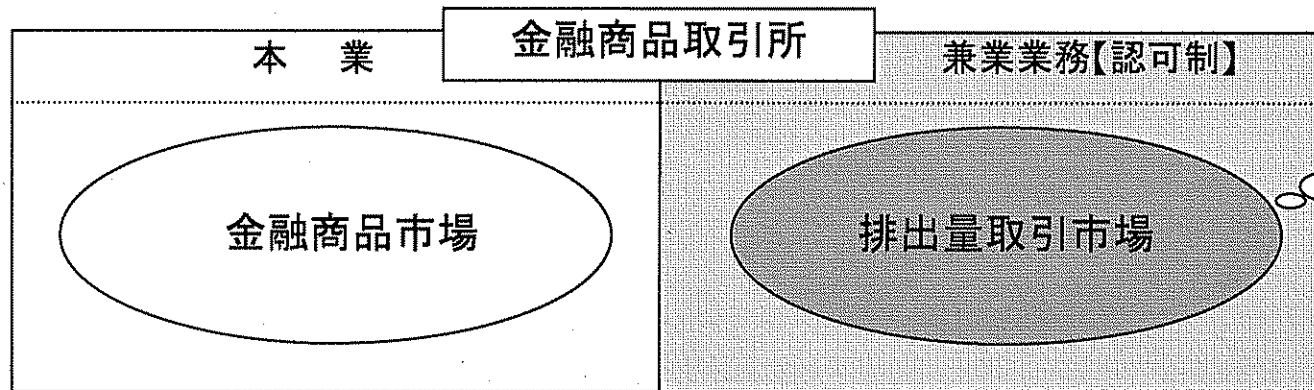 金融商品取引所
本　業
兼業業務【認可制】
金融商品市場
排出量取引市場